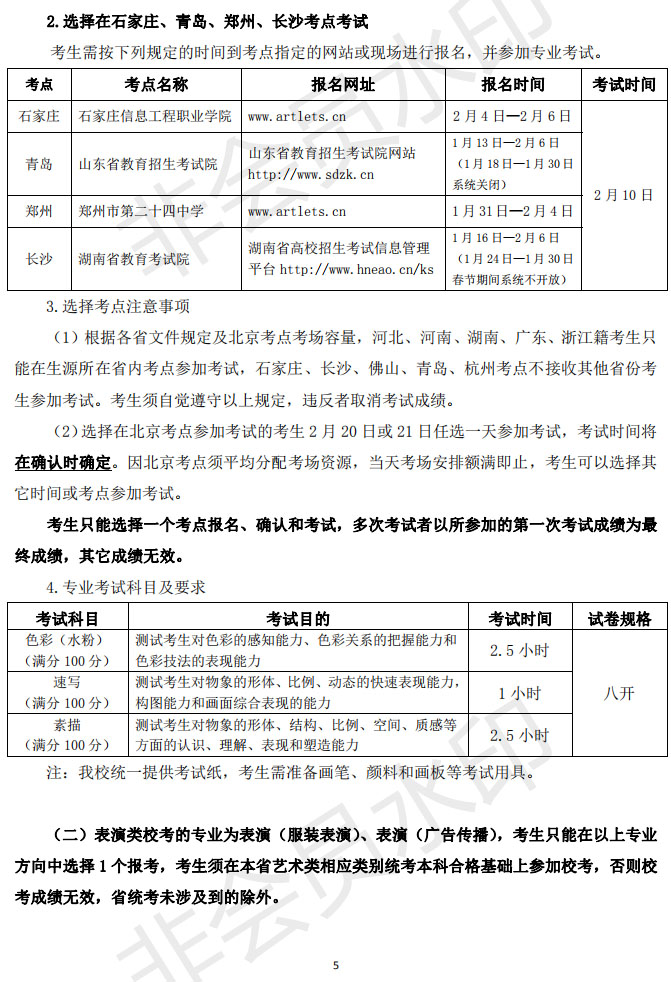 2.选择在石家庄、青岛、郑州、长沙考点考试
考生需按下列规定的时间到考点指定的网站或现场进行报名，并参加专业考试。
考点 考点名称 报名网址 报名时间 考试时间
石家庄 石家庄信息工程职业学院 www.artlets.cn 2月4日—2月6日
青岛 山东省教育招生考试院 山东省教育招生考试院网站 http://www.sdzk.cn 1月13日—2月6日（1月18日—1月30日系统关闭）
2月10日
郑州 郑州市第二十四中学 www.artlets.cn 1月31日—2月4日
长沙 湖南省教育考试院 湖南省高校招生考试信息管理平台 http://www.hneao.cn/ks 1月16日—2月6日（1月24日—1月30日春节期间系统不开放）
3.选择考点注意事项
（1）根据各省文件规定及北京考点考场容量，河北、河南、湖南、广东、浙江籍考生只
能在生源所在省内考点参加考试，石家庄、长沙、佛山、青岛、杭州考点不接收其他省份考
生参加考试。考生须自觉遵守以上规定，违反者取消考试成绩。
（2）选择在北京考点参加考试的考生2月20日或21日任选一天参加考试，考试时间将
在确认时确定。因北京考点须平均分配考场资源，当天考场安排额满即止，考生可以选择其
它时间或考点参加考试。
考生只能选择一个考点报名、确认和考试，多次考试者以所参加的第一次考试成绩为最
终成绩，其它成绩无效。
4.专业考试科目及要求
考试科目 考试目的 考试时间 试卷规格
色彩（水粉）（满分100分） 测试考生对色彩的感知能力、色彩关系的把握能力和色彩技法的表现能力 2.5小时
速写（满分100分） 测试考生对物象的形体、比例、动态的快速表现能力，构图能力和画面综合表现的能力 1小时 八开
素描（满分100分） 测试考生对物象的形体、结构、比例、空间、质感等方面的认识、理解、表现和塑造能力 2.5小时
注：我校统一提供考试纸，考生需准备画笔、颜料和画板等考试用具。
（二）表演类校考的专业为表演（服装表演）、表演（广告传播），考生只能在以上专业
方向中选择1个报考，考生须在本省艺术类相应类别统考本科合格基础上参加校考，否则校
考成绩无效，省统考未涉及到的除外。
5
非会员水印
非会员水印